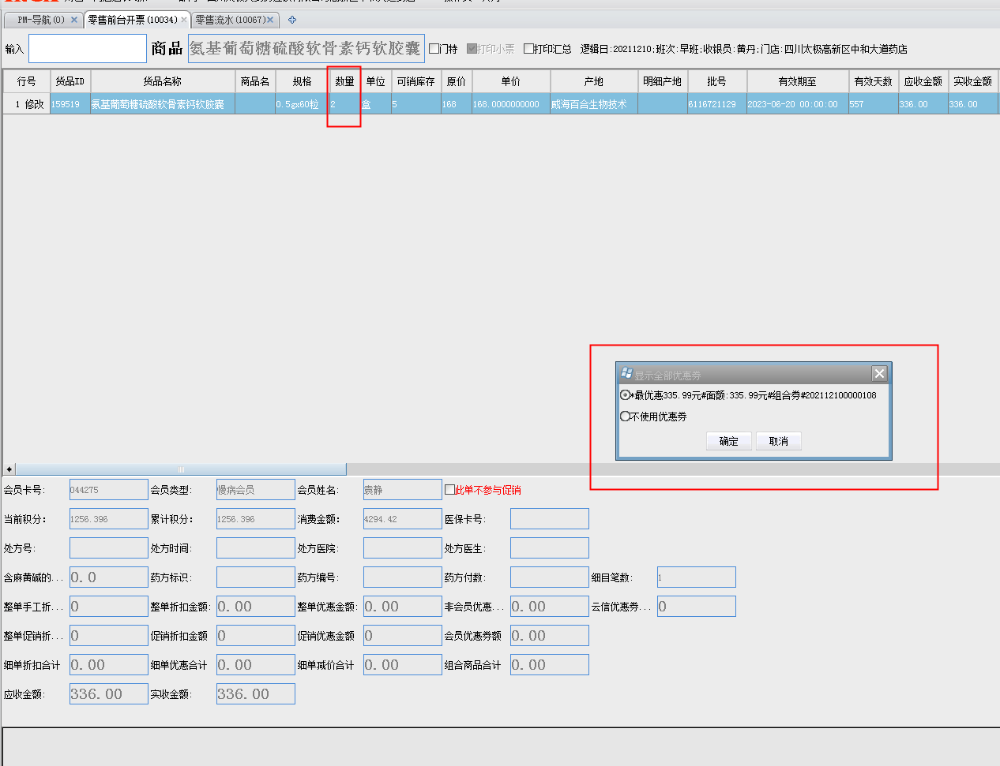 PM-导航(0) 零售前台开票(10034) 零售流水(10067)
输入 商品 氨基葡萄糖硫酸软骨素钙软胶囊 门特 打印小票 打印汇总 逻辑日:20211210;班次:早班;收银员:黄丹;门店:四川太极高新区中和大道药店
行号 货品ID 货品名称 商品名 规格 数量 单位 可销库存 原价 单价 产地 明细产地 批号 有效期至 有效天数 应收金额 实收金额
1 修改 159519 氨基葡萄糖硫酸软骨素钙软胶囊 0.5gx60粒 2 盒 5 168 168.0000000000 威海百合生物技术 6116721129 2023-06-20 00:00:00 557 336.00 336.00
显示全部优惠券
*最优惠335.99元#面额:335.99元#组合券#202112100000108
不使用优惠券
确定 取消
会员卡号: 044275 会员类型: 慢病会员 会员姓名: 袁静 此单不参与促销
当前积分: 1256.396 累计积分: 1256.396 消费金额: 4294.42 医保卡号:
处方号: 处方时间: 处方医院: 处方医生:
含麻黄碱的... 0.0 药方标识: 药方编号: 药方付数: 细目笔数: 1
整单手工折... 0 整单折扣金额: 0.00 整单优惠金额: 0.00 非会员优惠... 0.00 云信优惠券... 0
整单促销折... 0 促销折扣金额 0 促销优惠金额 0 会员优惠券额 0.00
细单折扣合计 0.00 细单优惠合计 0.00 细单减价合计 0.00 组合商品合计 0.00
应收金额: 336.00 实收金额: 336.00